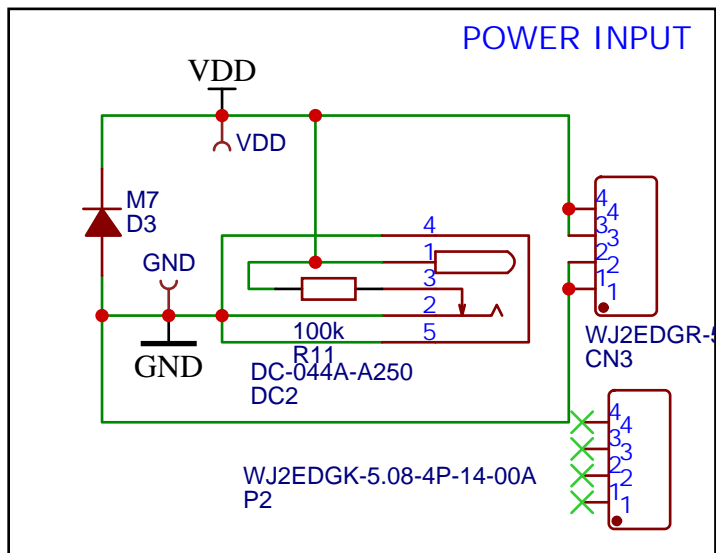 POWER INPUT
VDD
VDD
M7
D3
GND
GND
4
1
3
2
5
100k
R11
DC-044A-A250
DC2
4
4
3
3
2
2
1
1
WJ2EDGR-5
CN3
4
4
3
3
2
2
1
1
WJ2EDGK-5.08-4P-14-00A
P2